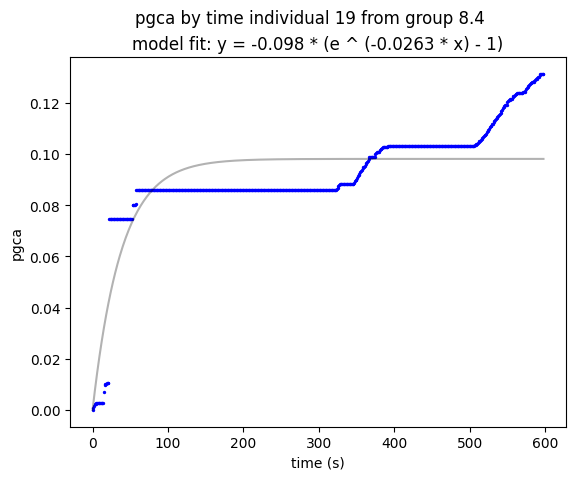 pgca by time individual 19 from group 8.4
model fit: y = -0.098 * (e ^ (-0.0263 * x) - 1)
0.12
0.10
0.08
0.06
0.04
0.02
0.00
pgca
0 100 200 300 400 500 600
time (s)